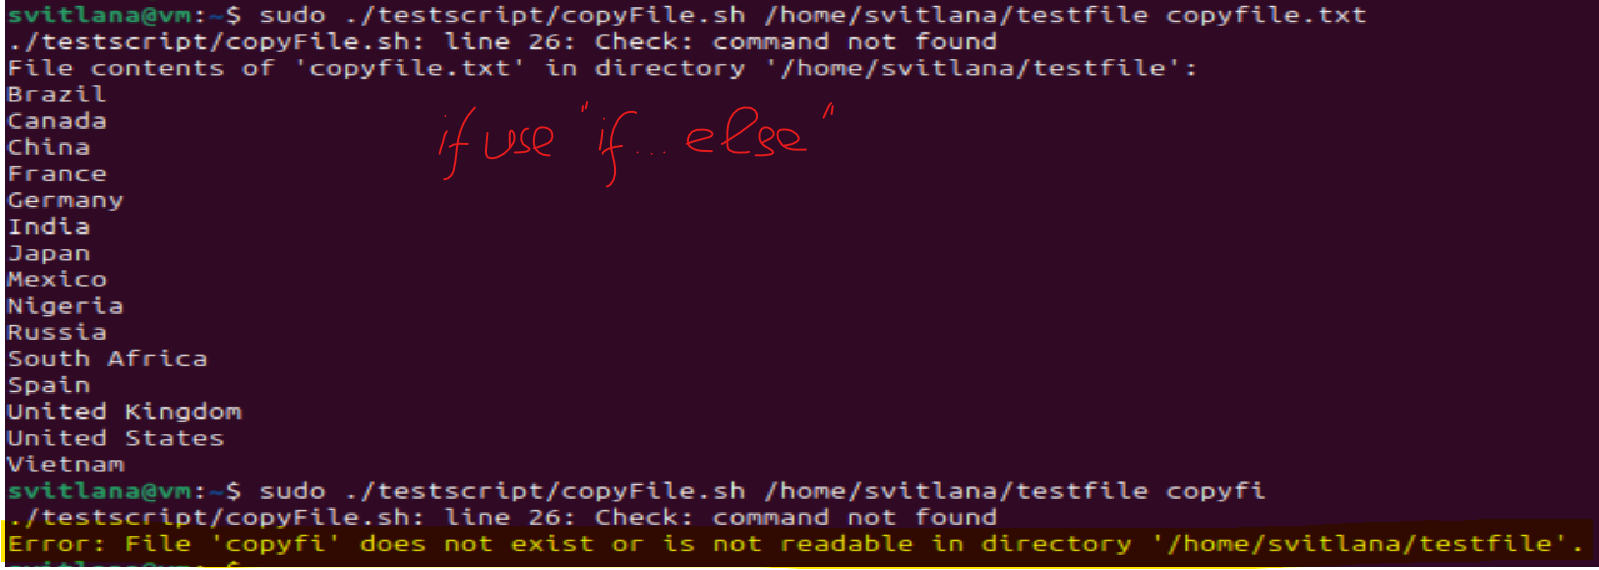 svitlana@vm:~$ sudo ./testscript/copyFile.sh /home/svitlana/testfile copyfile.txt
./testscript/copyFile.sh: line 26: Check: command not found
File contents of 'copyfile.txt' in directory '/home/svitlana/testfile':
Brazil
Canada
China
if use "if... else"
France
Germany
India
Japan
Mexico
Nigeria
Russia
South Africa
Spain
United Kingdom
United States
Vietnam
svitlana@vm:~$ sudo ./testscript/copyFile.sh /home/svitlana/testfile copyfi
./testscript/copyFile.sh: line 26: Check: command not found
Error: File 'copyfi' does not exist or is not readable in directory '/home/svitlana/testfile'.